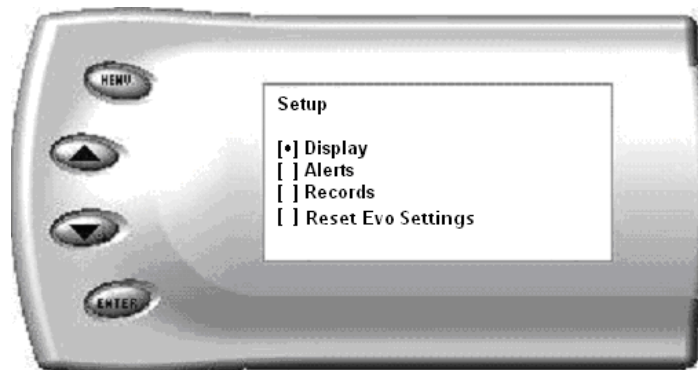 MENU
Setup
[•] Display
[ ] Alerts
[ ] Records
[ ] Reset Evo Settings
ENTER